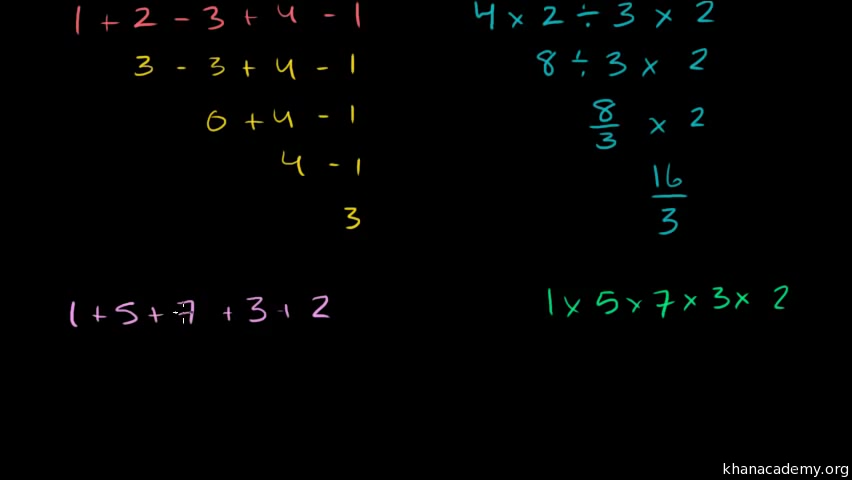 1 + 2 - 3 + 4 - 1
3 - 3 + 4 - 1
0 + 4 - 1
4 - 1
3
4 × 2 ÷ 3 × 2
8 ÷ 3 × 2
8/3 × 2
16/3
1 + 5 + 7 + 3 + 2
1 × 5 × 7 × 3 × 2
khanacademy.org